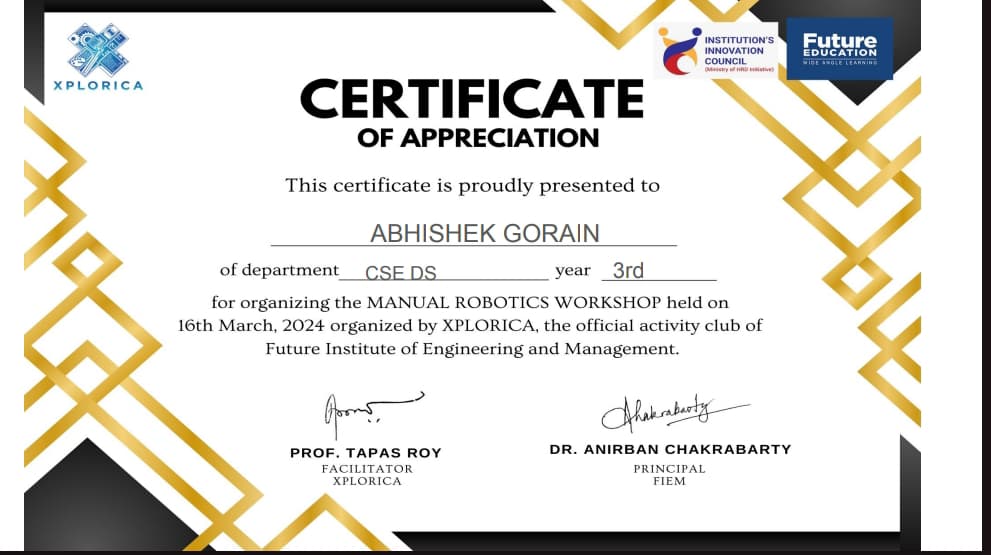 XPLORICA
INSTITUTION'S
INNOVATION
COUNCIL
(Ministry of HRD Initiative)
Future
EDUCATION
WIDE ANGLE LEARNING
CERTIFICATE
OF APPRECIATION
This certificate is proudly presented to
ABHISHEK GORAIN
of department CSE DS year 3rd
for organizing the MANUAL ROBOTICS WORKSHOP held on
16th March, 2024 organized by XPLORICA, the official activity club of
Future Institute of Engineering and Management.
Ahakrabarty
PROF. TAPAS ROY
FACILITATOR
XPLORICA
DR. ANIRBAN CHAKRABARTY
PRINCIPAL
FIEM